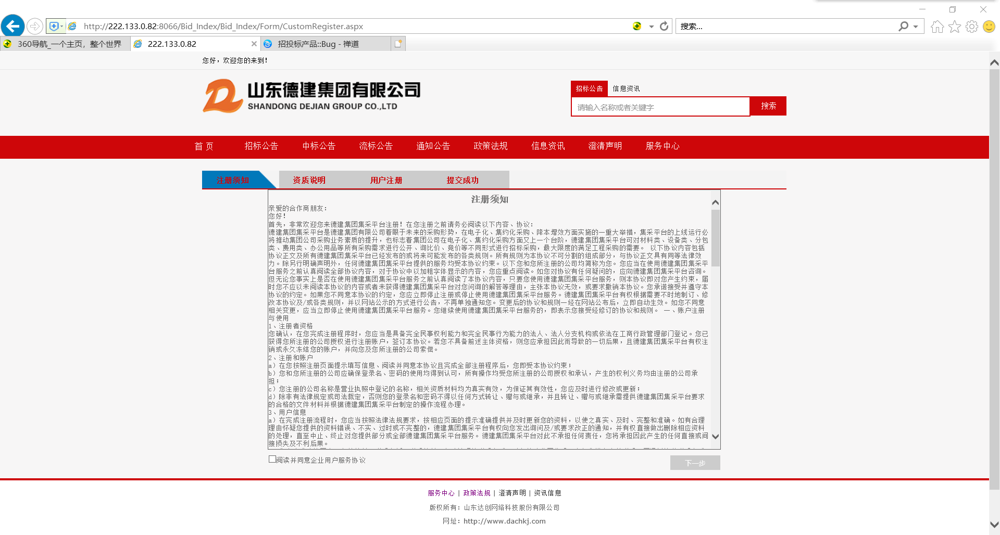 http://222.133.0.82:8066/Bid_Index/Bid_Index/Form/CustomRegister.aspx
搜索...
360导航_一个主页，整个世界
222.133.0.82
招投标产品::Bug - 禅道
您好，欢迎您的来到！
山东德建集团有限公司
SHANDONG DEJIAN GROUP CO.,LTD
招标公告 信息资讯
请输入名称或者关键字
搜索
首 页 招标公告 中标公告 流标公告 通知公告 政策法规 信息资讯 澄清声明 服务中心
注册须知 资质说明 用户注册 提交成功
注册须知
亲爱的合作商朋友：
您好！
首先，非常欢迎您来德建集团集采平台注册！在您注册之前请务必阅读以下内容、协议：
德建集团集采平台是德建集团有限公司着眼于未来的采购形势，在电子化、集约化采购、降本增效方面实施的一重大举措，集采平台的上线运行必
将推动集团公司采购业务素质的提升，也标志着集团公司在电子化、集约化采购方面又上一个台阶，德建集团集采平台可对材料类、设备类、分包
类、费用类、办公用品等所有采购需求进行公开、询比价、竞价等不同形式进行招标采购，最大限度的满足工程采购的需要。 以下协议内容包括
协议正文及所有德建集团集采平台已经发布的或将来可能发布的各类规则。所有规则为本协议不可分割的组成部分，与协议正文具有同等法律效
力。除另行明确声明外，任何德建集团集采平台提供的服务均受本协议约束。以下您和您所注册的公司均简称为您。您应当在使用德建集团集采平
台服务之前认真阅读全部协议内容，对于协议中以加粗字体显示的内容，您应重点阅读。如您对协议有任何疑问的，应向德建集团集采平台咨询。
但无论您事实上是否在使用德建集团集采平台服务之前认真阅读了本协议内容，只要您使用德建集团集采平台服务，则本协议即对您产生约束，届
时您不应以未阅读本协议的内容或者未获得德建集团集采平台对您问询的解答等理由，主张本协议无效，或要求撤销本协议。您承诺接受并遵守本
协议的约定。如果您不同意本协议的约定，您应立即停止注册或停止使用德建集团集采平台服务。德建集团集采平台有权根据需要不时地制订、修
改本协议及/或各类规则，并以网站公示的方式进行公告，不再单独通知您。变更后的协议和规则一经在网站公布后，立即自动生效。如您不同意
相关变更，应当立即停止使用德建集团集采平台服务。您继续使用德建集团集采平台服务的，即表示您接受经修订的协议和规则。 一、账户注册
与使用
1、注册者资格
您确认，在您完成注册程序时，您应当是具备完全民事权利能力和完全民事行为能力的法人、法人分支机构或依法在工商行政管理部门登记。您已
获得您所注册的公司授权进行注册账户，签订本协议。若您不具备前述主体资格，则您应承担因此而导致的一切后果，且德建集团集采平台有权注
销或永久冻结您的账户，并向您及您所注册的公司索偿。
2、注册和账户
a）在您按照注册页面提示填写信息、阅读并同意本协议且完成全部注册程序后，您即受本协议约束；
b）您和您所注册的公司应确保登录名、密码的使用均得到认可，所有操作均受您所注册的公司授权和承认，产生的权利义务均由注册的公司承
担；
c）您注册的公司名称是营业执照中登记的名称，相关资质材料均为真实有效，为保证其有效性，您应及时进行修改或更新；
d）除非有法律规定或司法裁定，否则您的登录名和密码不得以任何方式转让、赠与或继承，并且转让、赠与或继承需提供德建集团集采平台要求
的合格的文件材料并根据德建集团集采平台制定的操作流程办理。
3、用户信息
a）在完成注册流程时，您应当按照法律法规要求，按相应页面的提示准确提供并及时更新您的资料，以使之真实、及时、完整和准确。如有合理
理由怀疑您提供的资料错误、不实、过时或不完整的，德建集团集采平台有权向您发出询问及/或要求改正的通知，并有权直接做出删除相应资料
的处理，直至中止、终止对您提供部分或全部德建集团集采平台服务。德建集团集采平台对此不承担任何责任，您将承担因此产生的任何直接或间
接损失及不利后果。
阅读并同意企业用户服务协议
下一步
服务中心 | 政策法规 | 澄清声明 | 资讯信息
版权所有：山东达创网络科技股份有限公司
网址：http://www.dachkj.com